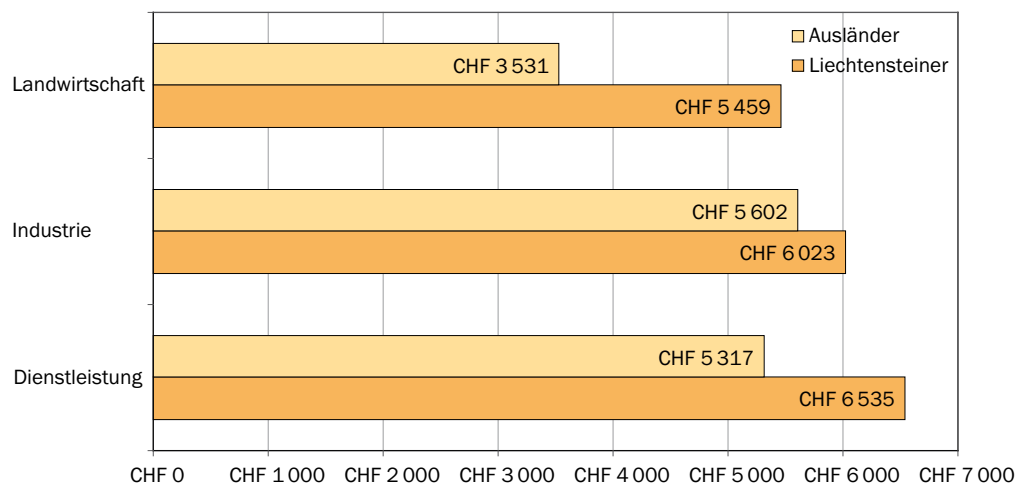 Ausländer
Liechtensteiner
Landwirtschaft
CHF 3 531
CHF 5 459
Industrie
CHF 5 602
CHF 6 023
Dienstleistung
CHF 5 317
CHF 6 535
CHF 0 CHF 1 000 CHF 2 000 CHF 3 000 CHF 4 000 CHF 5 000 CHF 6 000 CHF 7 000